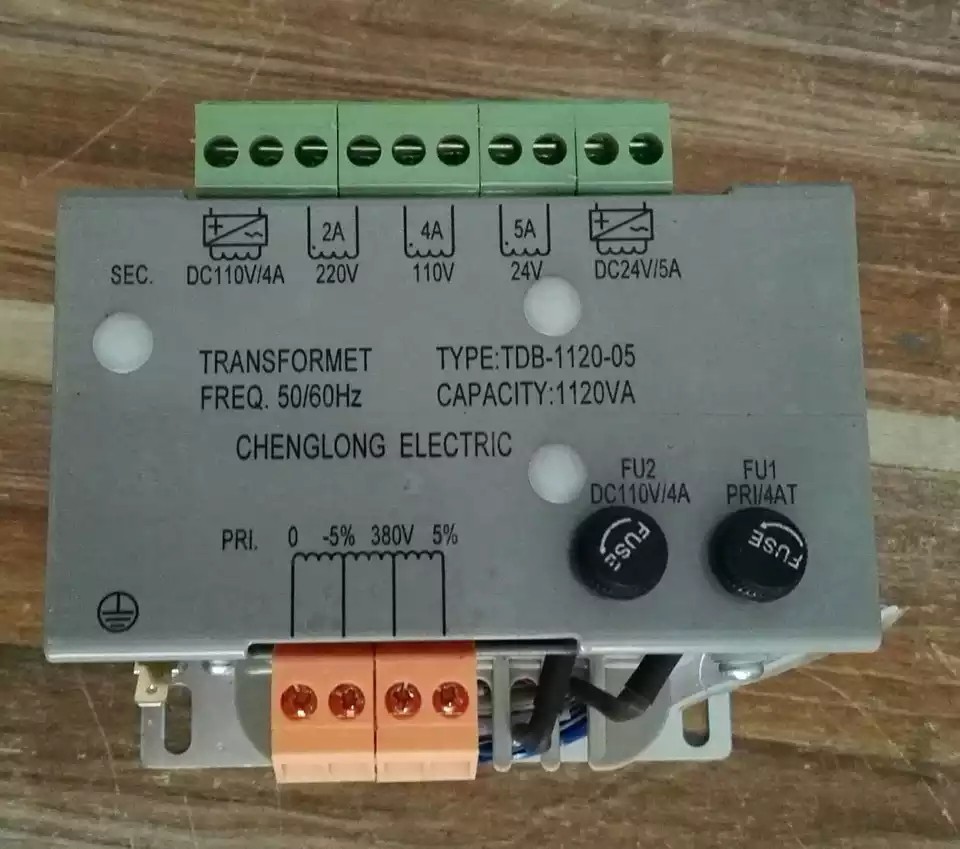 2A 4A 5A
SEC. DC110V/4A 220V 110V 24V DC24V/5A
TRANSFORMET TYPE:TDB-1120-05
FREQ. 50/60Hz CAPACITY:1120VA
CHENGLONG ELECTRIC
FU2 FU1
DC110V/4A PRI/4AT
PRI. 0 -5% 380V 5%
FUSE FUSE